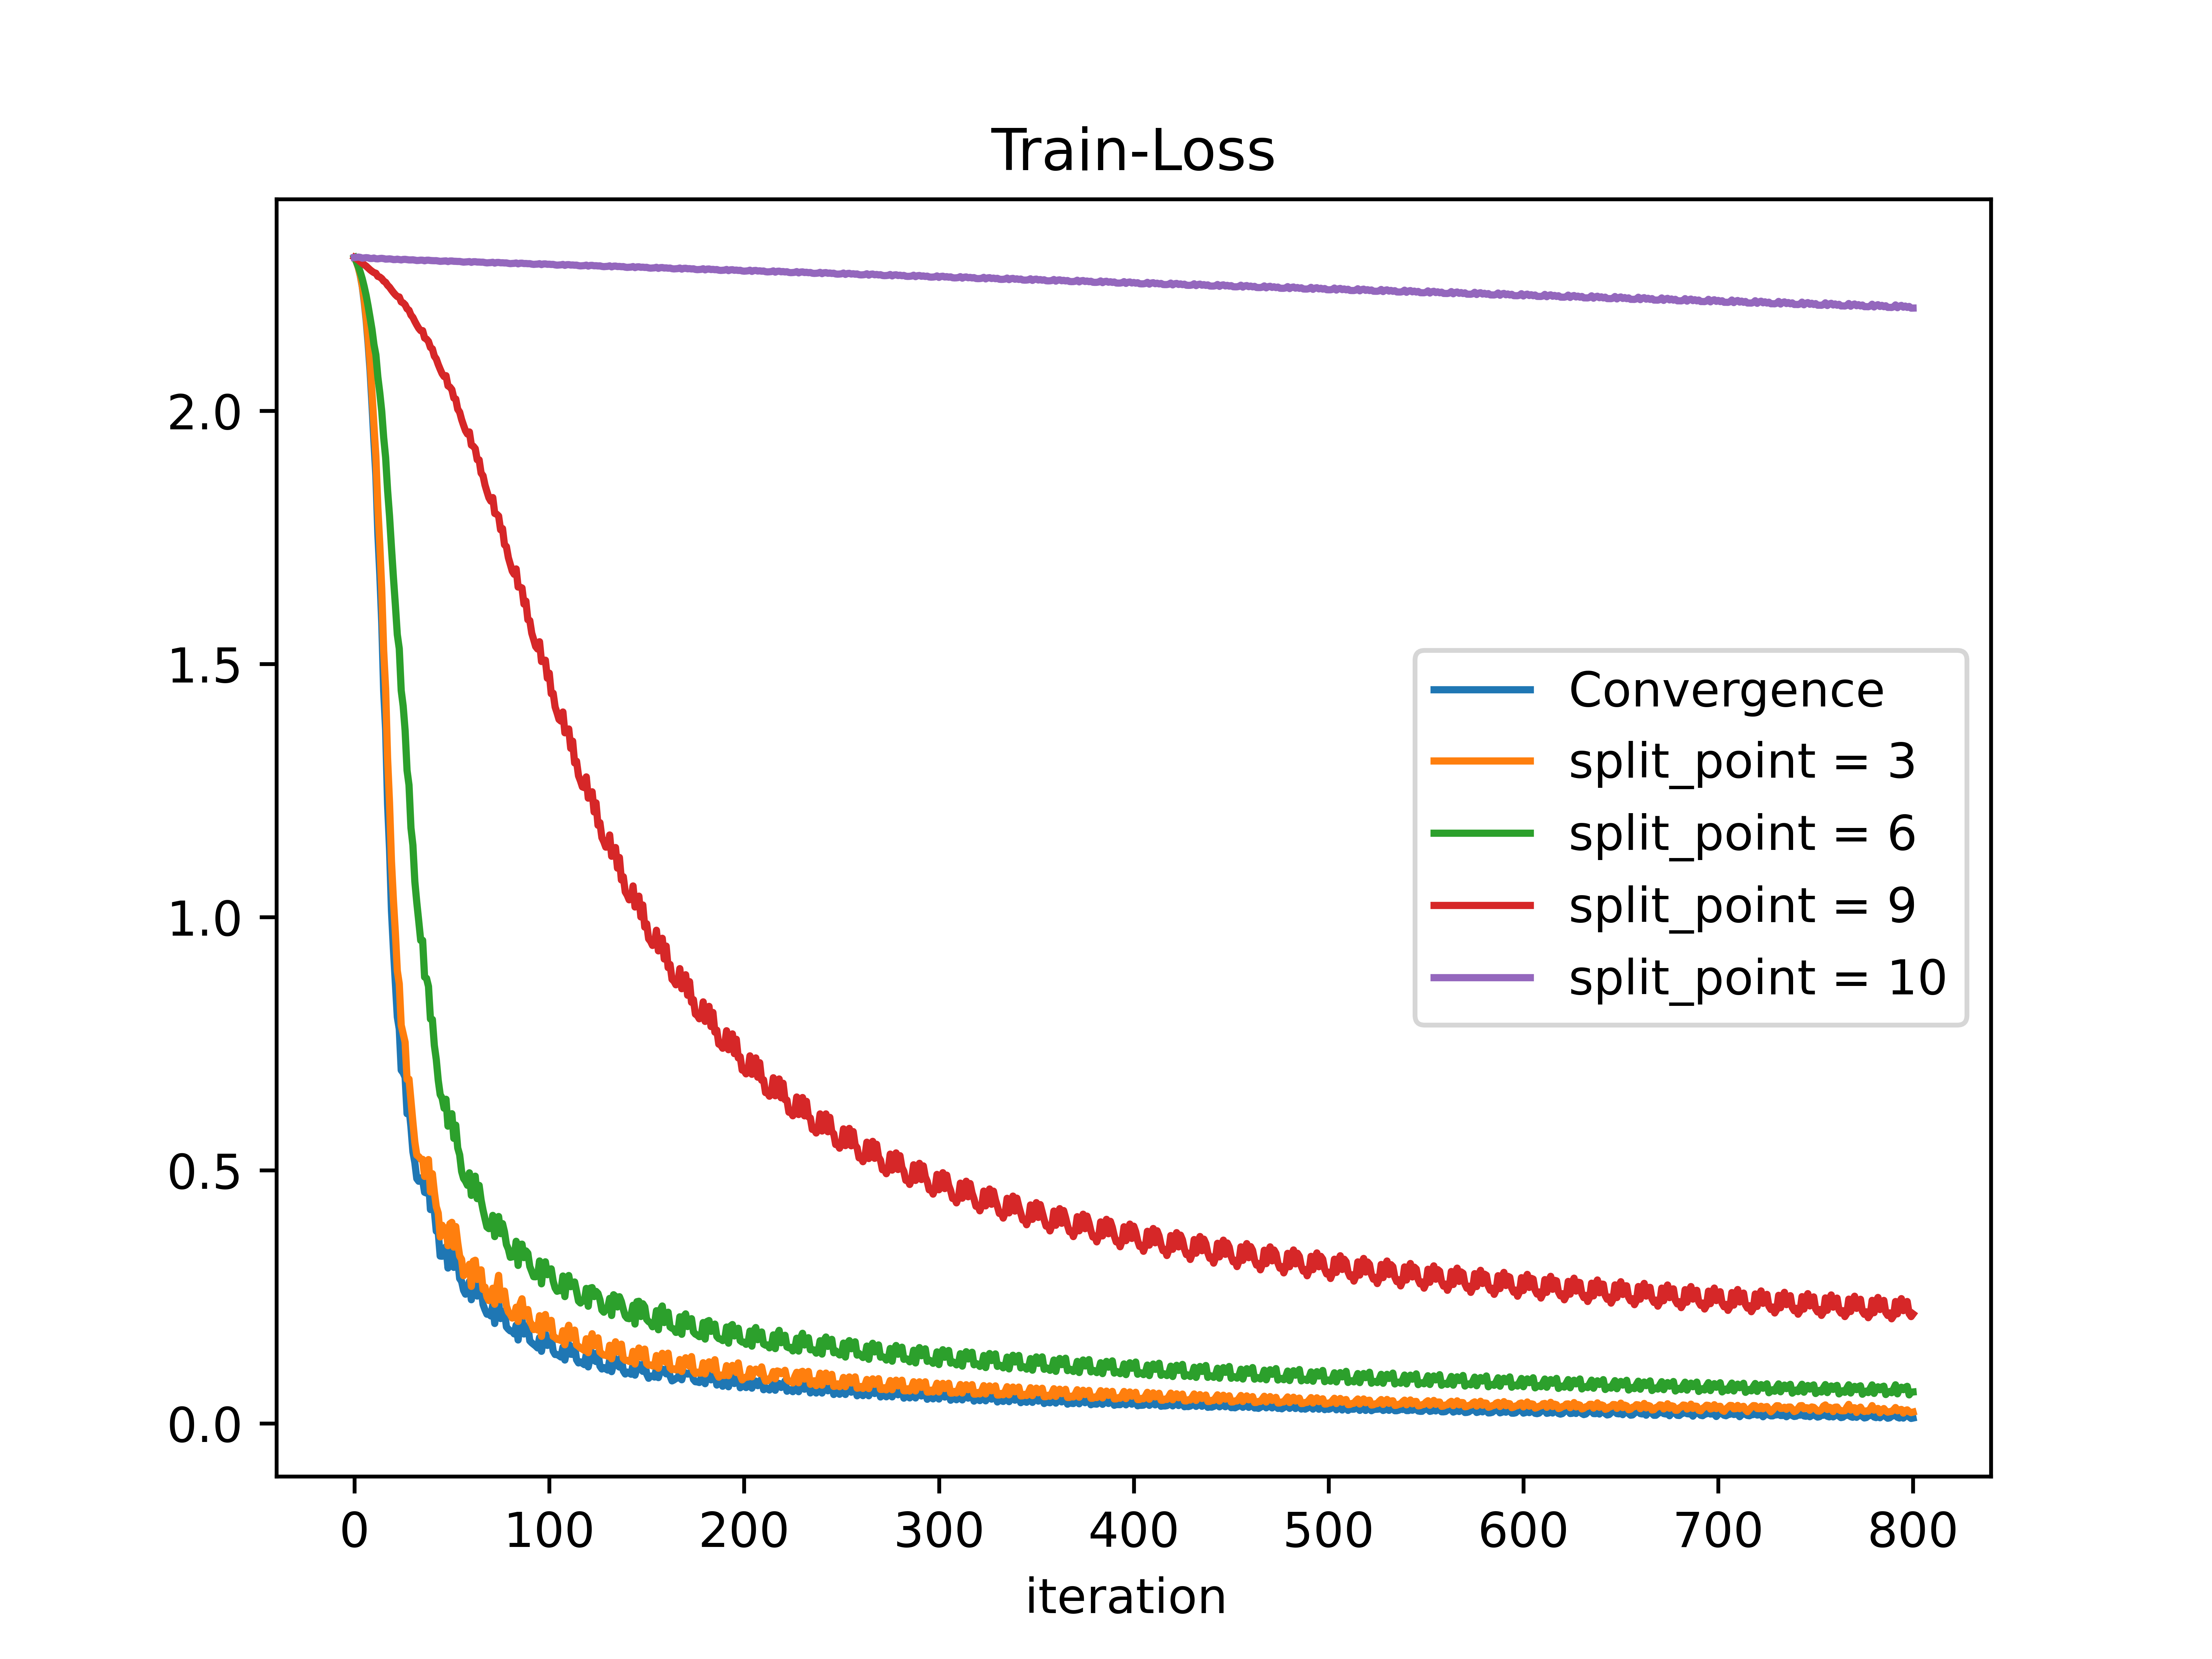 Train-Loss
2.0
1.5
1.0
0.5
0.0
Convergence
split_point = 3
split_point = 6
split_point = 9
split_point = 10
0 100 200 300 400 500 600 700 800
iteration